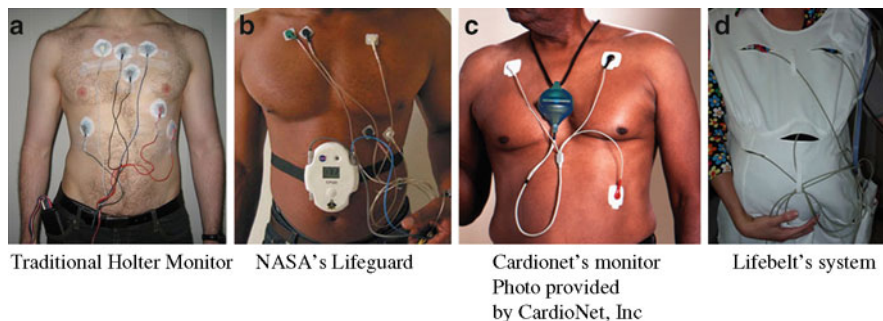 a
b
c
d
Traditional Holter Monitor
NASA's Lifeguard
Cardionet's monitor
Photo provided
by CardioNet, Inc
Lifebelt's system